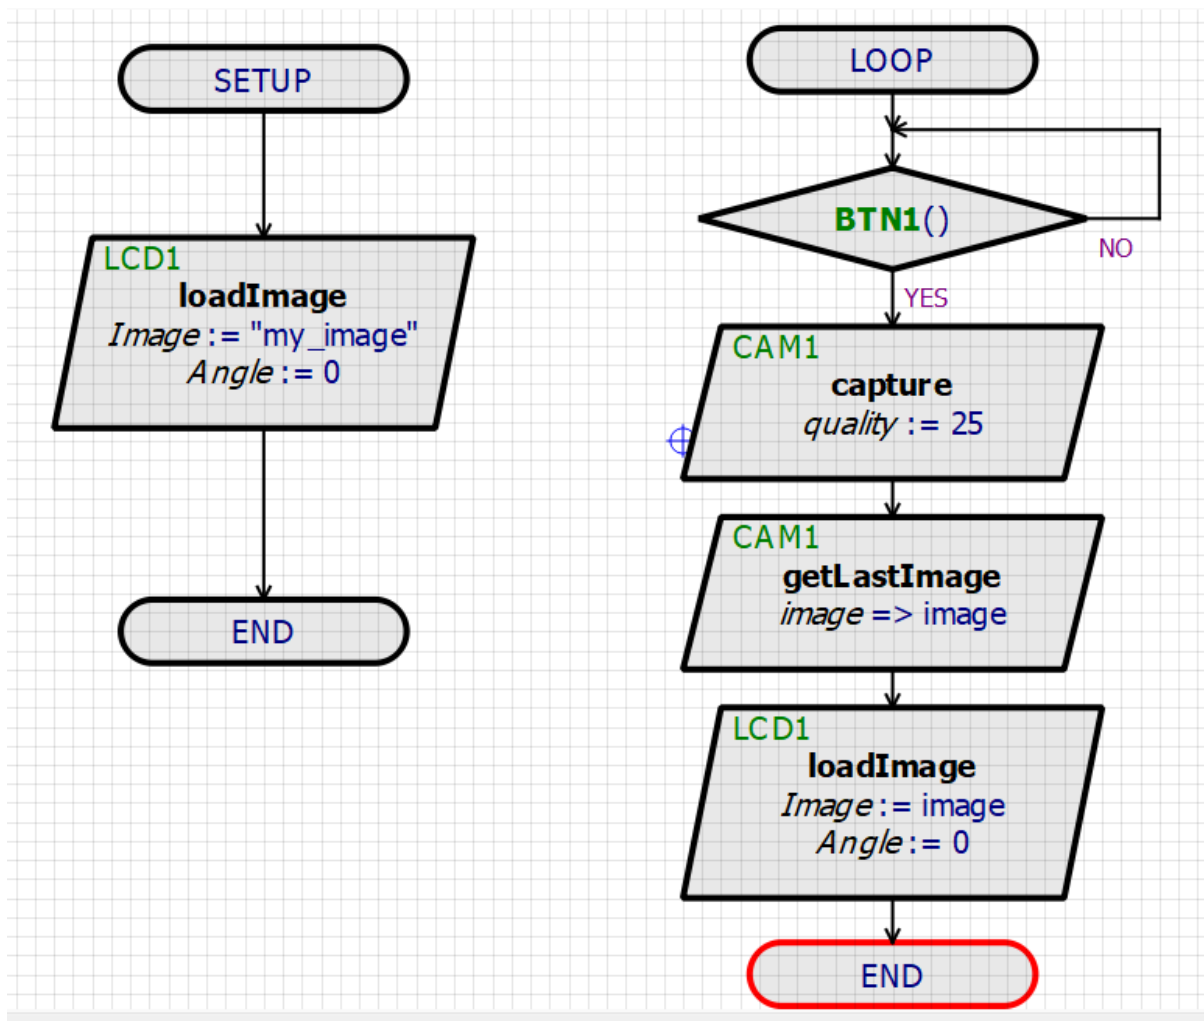 SETUP
LCD1
loadImage
Image := "my_image"
Angle := 0
END
LOOP
BTN1()
NO
YES
CAM1
capture
quality := 25
CAM1
getLastImage
image => image
LCD1
loadImage
Image := image
Angle := 0
END